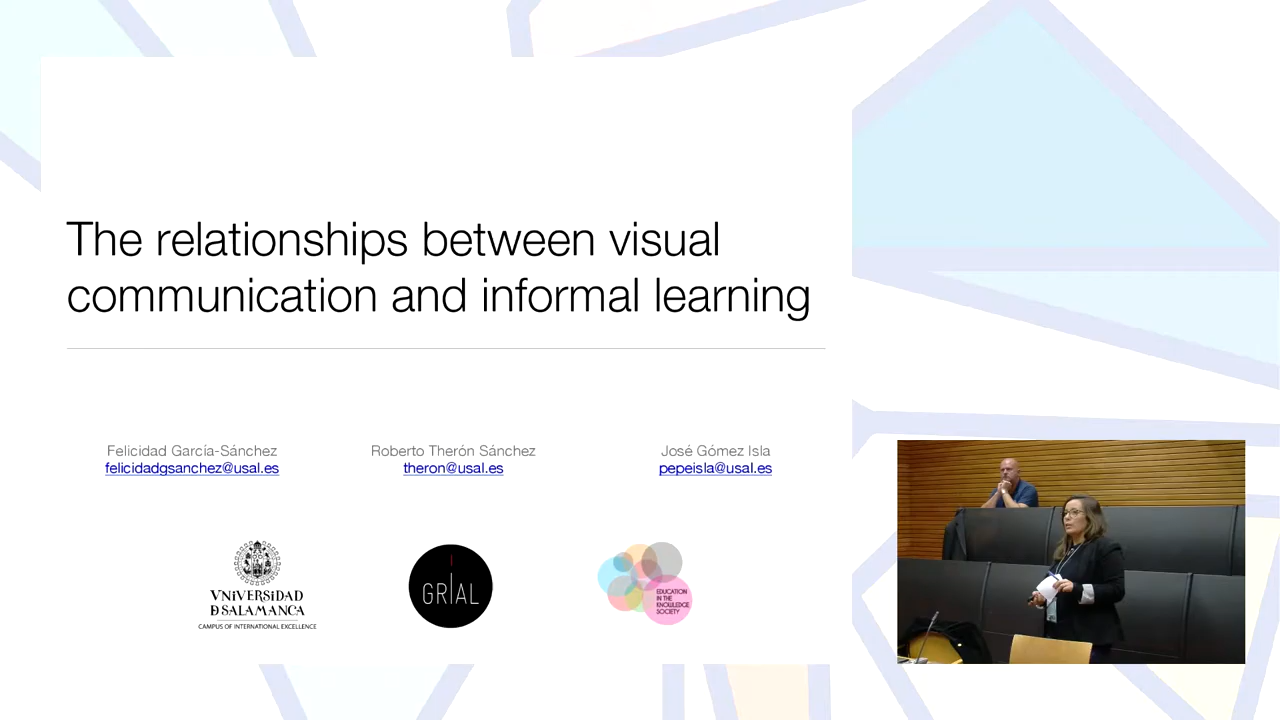 The relationships between visual
communication and informal learning
Felicidad García-Sánchez
felicidadgsanchez@usal.es
Roberto Therón Sánchez
theron@usal.es
José Gómez Isla
pepeisla@usal.es
VNiVERSiDAD
D SALAMANCA
CAMPUS OF INTERNATIONAL EXCELLENCE
GRIAL
EDUCATION
IN THE
KNOWLEDGE
SOCIETY